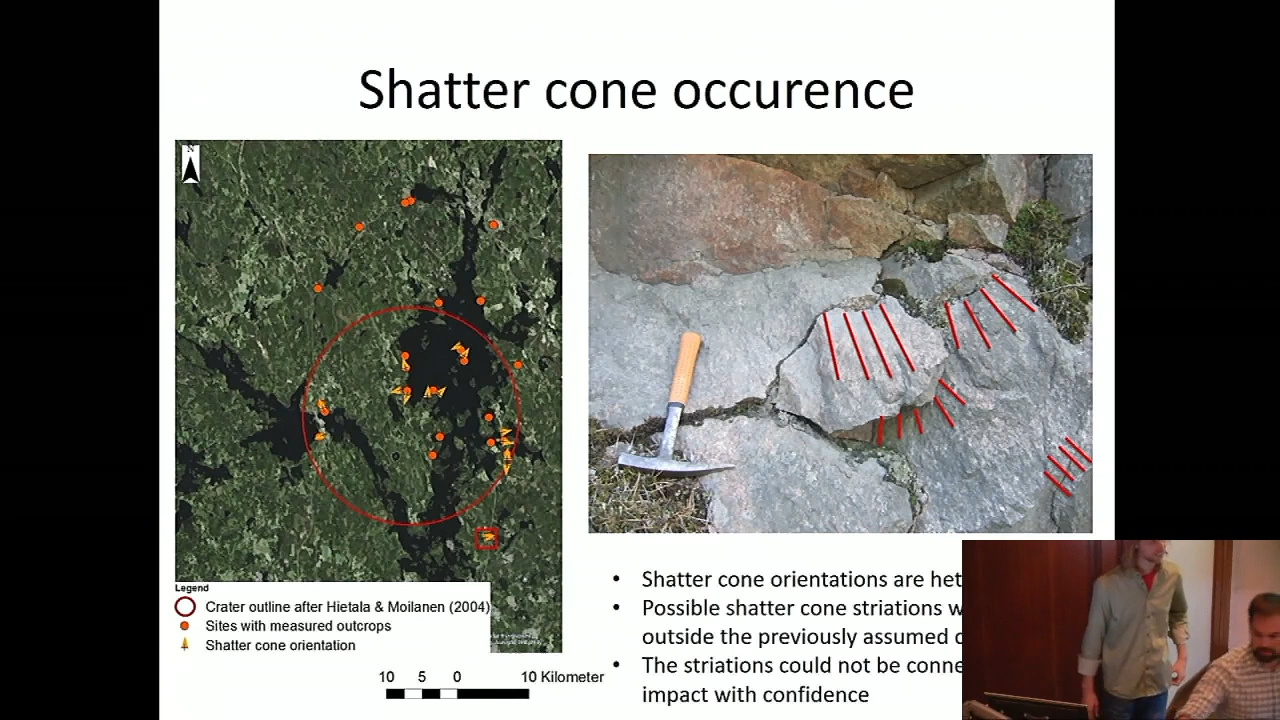 Shatter cone occurence
N
Legend
Crater outline after Hietala & Moilanen (2004)
Sites with measured outcrops
Shatter cone orientation
10 5 0 10 Kilometer
• Shatter cone orientations are het
• Possible shatter cone striations w
outside the previously assumed
• The striations could not be conne
impact with confidence